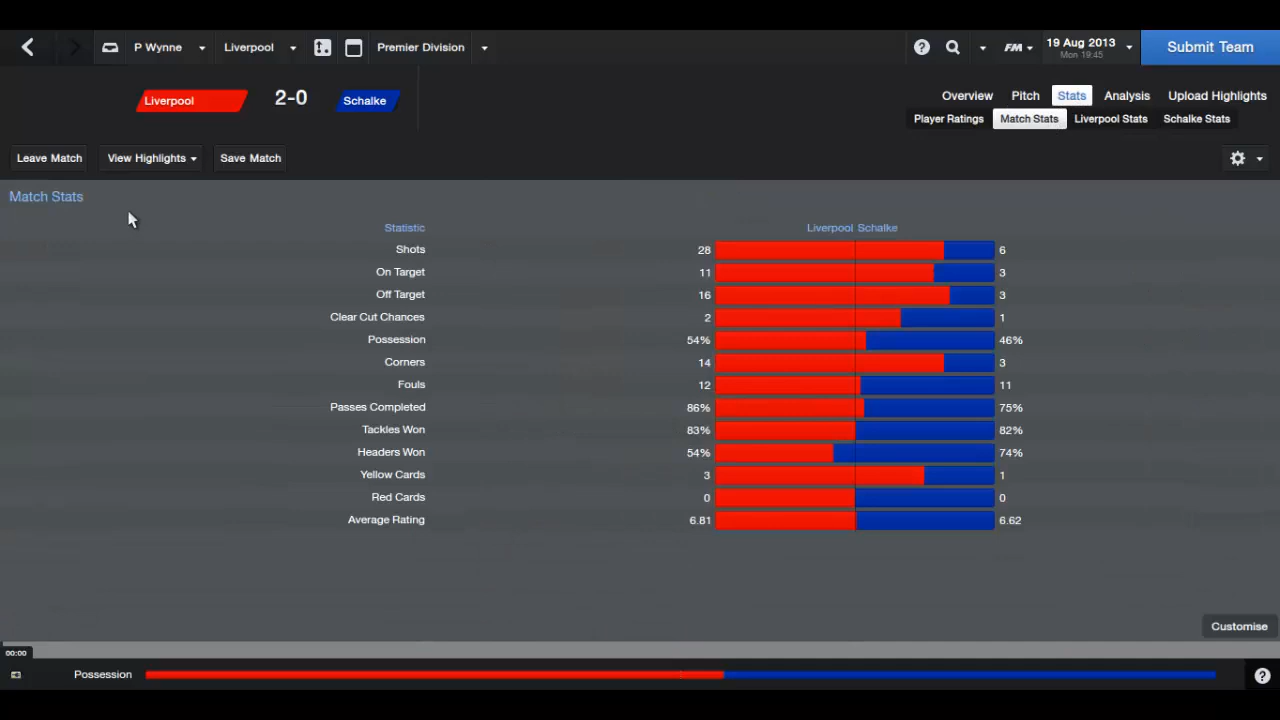 P Wynne Liverpool Premier Division FM 19 Aug 2013 Submit Team
Mon 19:45
Liverpool 2-0 Schalke
Overview Pitch Stats Analysis Upload Highlights
Player Ratings Match Stats Liverpool Stats Schalke Stats
Leave Match View Highlights Save Match
Match Stats
Statistic Liverpool Schalke
Shots 28 6
On Target 11 3
Off Target 16 3
Clear Cut Chances 2 1
Possession 54% 46%
Corners 14 3
Fouls 12 11
Passes Completed 86% 75%
Tackles Won 83% 82%
Headers Won 54% 74%
Yellow Cards 3 1
Red Cards 0 0
Average Rating 6.81 6.62
Customise
00:00
Possession